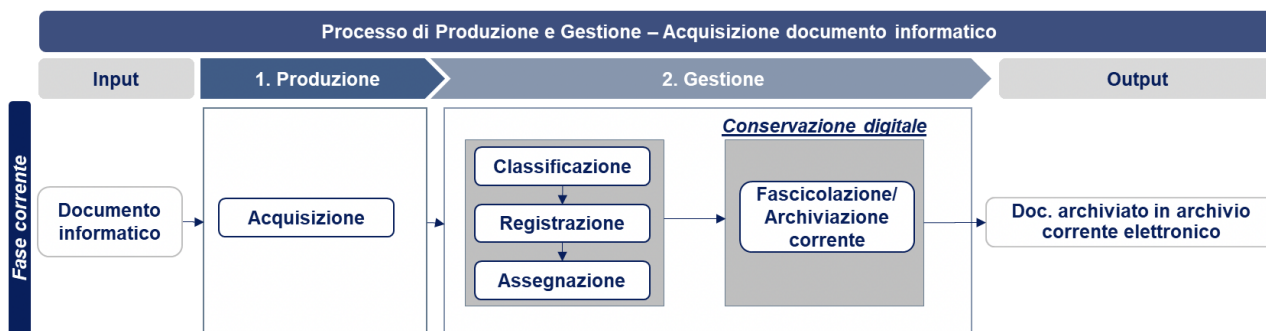 Processo di Produzione e Gestione – Acquisizione documento informatico
Input
1. Produzione
2. Gestione
Output
Fase corrente
Documento
informatico
Acquisizione
Classificazione
Registrazione
Assegnazione
Conservazione digitale
Fascicolazione/
Archiviazione
corrente
Doc. archiviato in archivio
corrente elettronico